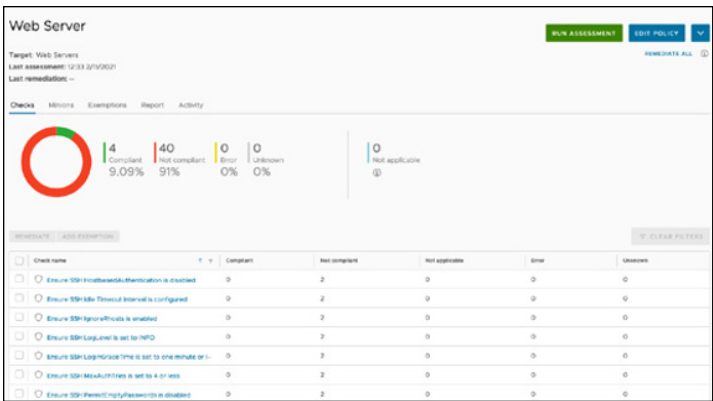 Web Server
RUN ASSESSMENT EDIT POLICY
REMEDIATE ALL
Target: Web Servers
Last assessment: 12:33 2/11/2021
Last remediation: --
Checks Minions Exemptions Report Activity
4 40 0 0 0
Compliant Not compliant Error Unknown Not applicable
9.09% 91% 0% 0%
REMEDIATE ADD EXEMPTION CLEAR FILTERS
Check name Compliant Not compliant Not applicable Error Unknown
Ensure SSH HostbasedAuthentication is disabled 0 2 0 0 0
Ensure SSH Idle Timeout Interval is configured 0 2 0 0 0
Ensure SSH IgnoreRhosts is enabled 0 2 0 0 0
Ensure SSH LogLevel is set to INFO 0 2 0 0 0
Ensure SSH LoginGraceTime is set to one minute or l- 0 2 0 0 0
Ensure SSH MaxAuthTries is set to 4 or less 0 2 0 0 0
Ensure SSH PermitEmptyPasswords is disabled 0 2 0 0 0